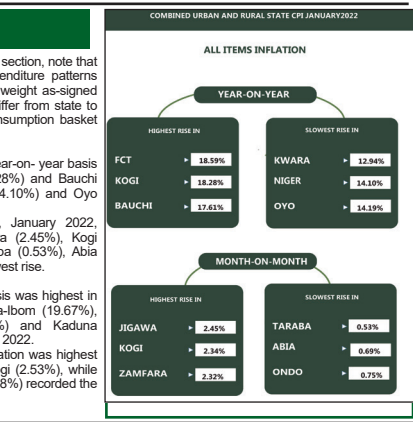 section, note that
enditure patterns
weight as-signed
iffer from state to
nsumption basket
ear-on- year basis
28%) and Bauchi
4.10%) and Oyo
, January 2022,
a (2.45%), Kogi
ba (0.53%), Abia
vest rise.
sis was highest in
a-Ibom (19.67%),
%) and Kaduna
2022.
ation was highest
gi (2.53%), while
8%) recorded the
COMBINED URBAN AND RURAL STATE CPI JANUARY2022
ALL ITEMS INFLATION
YEAR-ON-YEAR
HIGHEST RISE IN
FCT ▸ 18.59%
KOGI ▸ 18.28%
BAUCHI ▸ 17.61%
SLOWEST RISE IN
KWARA ▸ 12.94%
NIGER ▸ 14.10%
OYO ▸ 14.19%
MONTH-ON-MONTH
HIGHEST RISE IN
JIGAWA ▸ 2.45%
KOGI ▸ 2.34%
ZAMFARA ▸ 2.32%
SLOWEST RISE IN
TARABA ▸ 0.53%
ABIA ▸ 0.69%
ONDO ▸ 0.75%